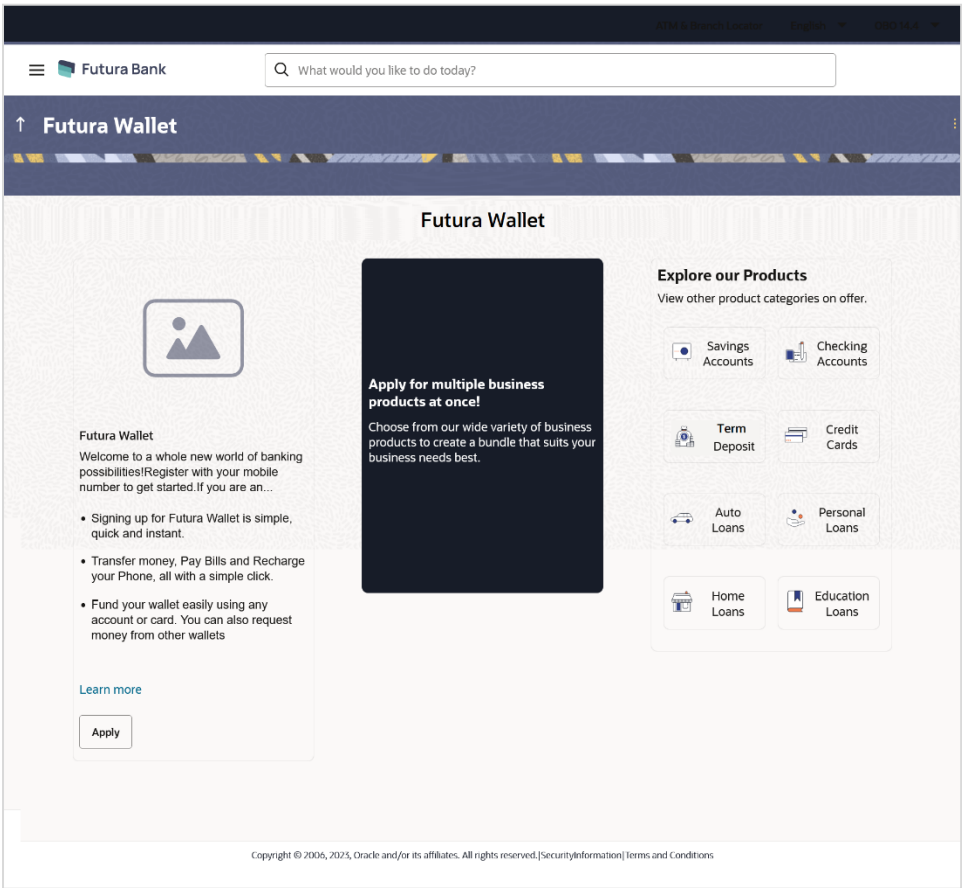 ATM & Branch Locator English OBO 14.4
Futura Bank
What would you like to do today?
Futura Wallet
Futura Wallet
Futura Wallet
Welcome to a whole new world of banking
possibilities!Register with your mobile
number to get started.If you are an...
• Signing up for Futura Wallet is simple,
quick and instant.
• Transfer money, Pay Bills and Recharge
your Phone, all with a simple click.
• Fund your wallet easily using any
account or card. You can also request
money from other wallets
Learn more
Apply
Apply for multiple business
products at once!
Choose from our wide variety of business
products to create a bundle that suits your
business needs best.
Explore our Products
View other product categories on offer.
Savings
Accounts
Checking
Accounts
Term
Deposit
Credit
Cards
Auto
Loans
Personal
Loans
Home
Loans
Education
Loans
Copyright © 2006, 2023, Oracle and/or its affiliates. All rights reserved.|SecurityInformation|Terms and Conditions